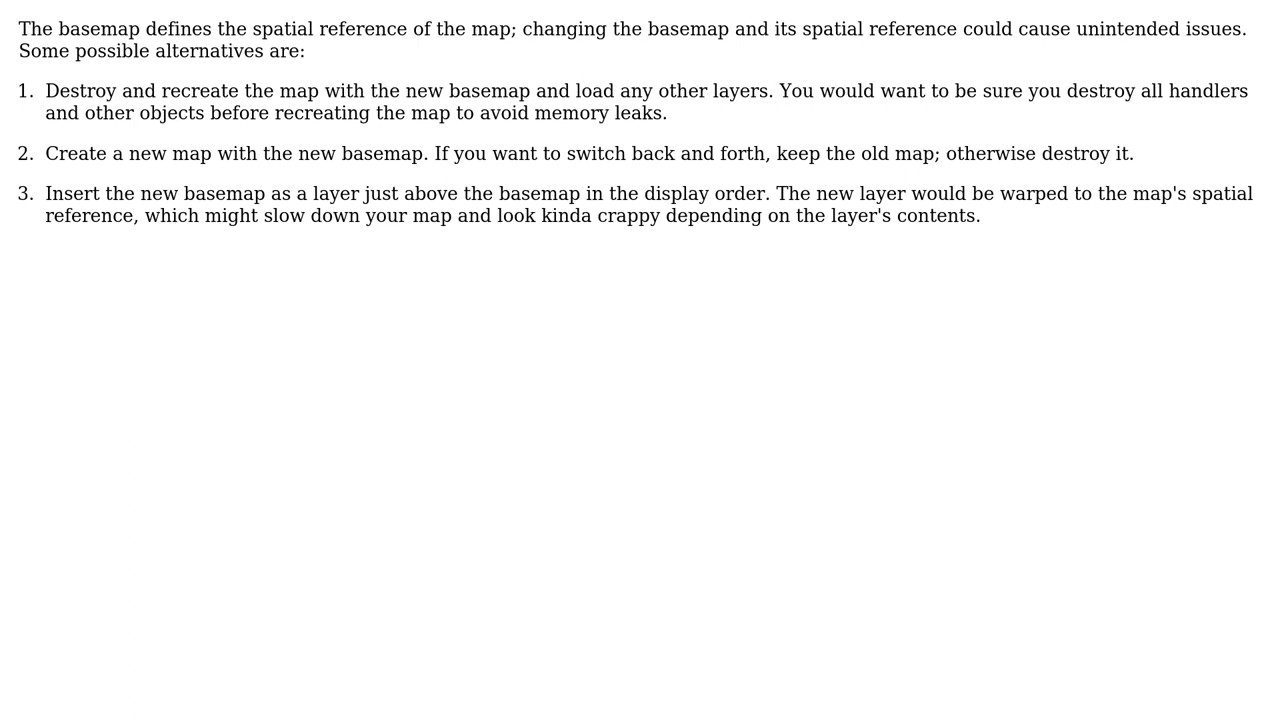 The basemap defines the spatial reference of the map; changing the basemap and its spatial reference could cause unintended issues.
Some possible alternatives are:
1. Destroy and recreate the map with the new basemap and load any other layers. You would want to be sure you destroy all handlers
and other objects before recreating the map to avoid memory leaks.
2. Create a new map with the new basemap. If you want to switch back and forth, keep the old map; otherwise destroy it.
3. Insert the new basemap as a layer just above the basemap in the display order. The new layer would be warped to the map's spatial
reference, which might slow down your map and look kinda crappy depending on the layer's contents.